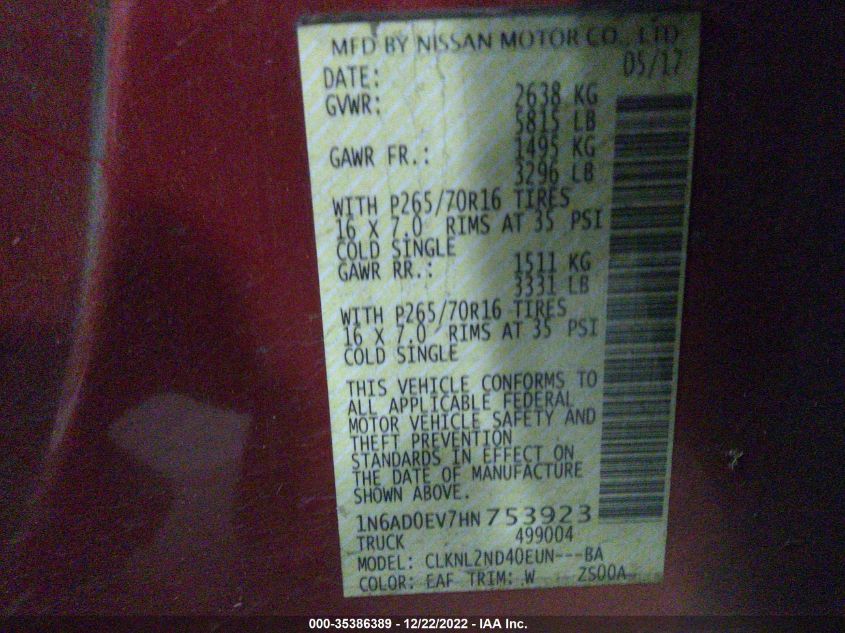 MFD BY NISSAN MOTOR CO., LTD.
DATE: 05/17
GVWR: 2638 KG
5815 LB
GAWR FR.: 1495 KG
3296 LB
WITH P265/70R16 TIRES
16 X 7.0 RIMS AT 35 PSI
COLD SINGLE
GAWR RR.: 1511 KG
3331 LB
WITH P265/70R16 TIRES
16 X 7.0 RIMS AT 35 PSI
COLD SINGLE
THIS VEHICLE CONFORMS TO
ALL APPLICABLE FEDERAL
MOTOR VEHICLE SAFETY AND
THEFT PREVENTION
STANDARDS IN EFFECT ON
THE DATE OF MANUFACTURE
SHOWN ABOVE.
1N6AD0EV7HN 753923
TRUCK 499004
MODEL: CLKNL2ND40EUN---BA
COLOR: EAF TRIM: W ZS00A
000-35386389 - 12/22/2022 - IAA Inc.